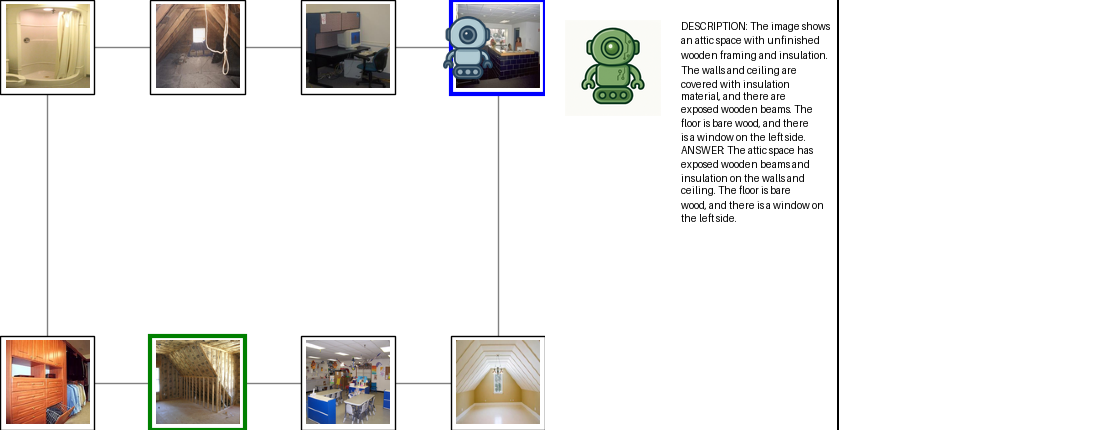 DESCRIPTION: The image shows
an attic space with unfinished
wooden framing and insulation.
The walls and ceiling are
covered with insulation
material, and there are
exposed wooden beams. The
floor is bare wood, and there
is a window on the left side.
ANSWER: The attic space has
exposed wooden beams and
insulation on the walls and
ceiling. The floor is bare
wood, and there is a window on
the left side.